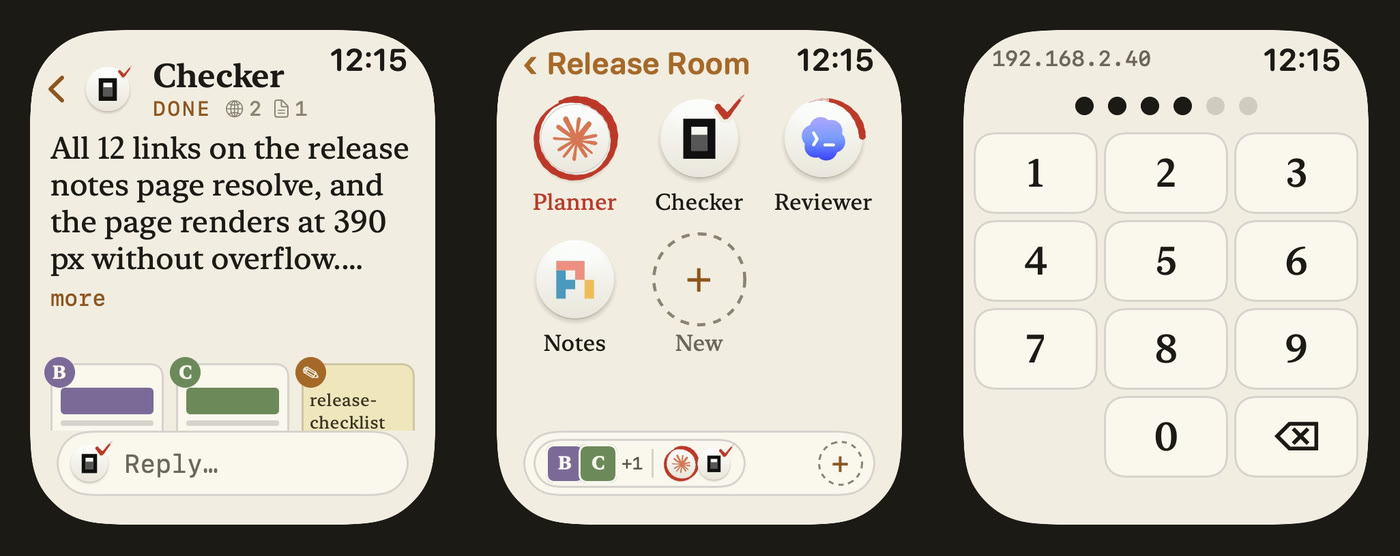 12:15
Checker
DONE 2 1
All 12 links on the release
notes page resolve, and
the page renders at 390
px without overflow.…
more
B
C
release-
checklist
Reply…
‹ Release Room 12:15
Planner Checker Reviewer
Notes New
B C +1
192.168.2.40 12:15
1 2 3
4 5 6
7 8 9
0